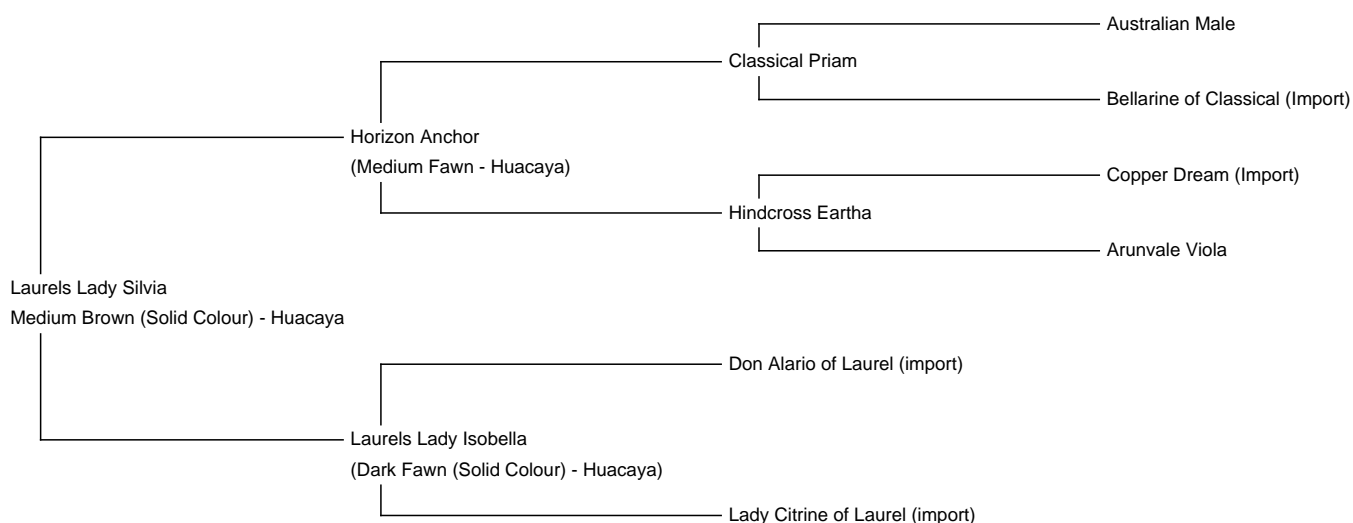 Australian Male
Classical Priam
Bellarine of Classical (Import)
Horizon Anchor
(Medium Fawn - Huacaya)
Copper Dream (Import)
Hindcross Eartha
Arunvale Viola
Laurels Lady Silvia
Medium Brown (Solid Colour) - Huacaya
Don Alario of Laurel (import)
Laurels Lady Isobella
(Dark Fawn (Solid Colour) - Huacaya)
Lady Citrine of Laurel (import)